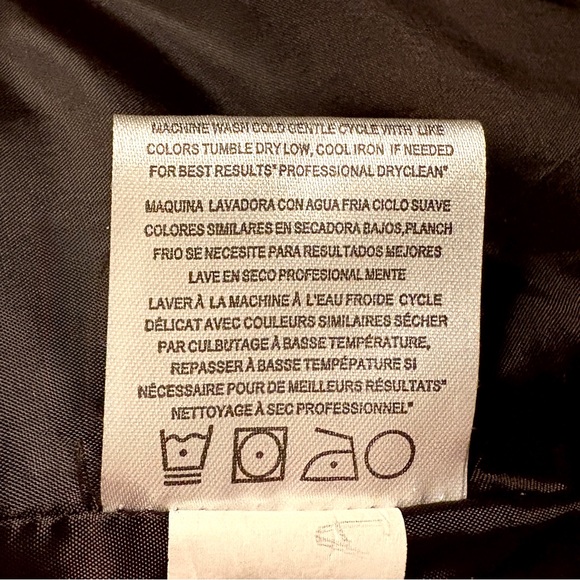 MACHINE WASH COLD GENTLE CYCLE WITH LIKE
COLORS TUMBLE DRY LOW, COOL IRON IF NEEDED
FOR BEST RESULTS" PROFESSIONAL DRYCLEAN"
MAQUINA LAVADORA CON AGUA FRIA CICLO SUAVE
COLORES SIMILARES EN SECADORA BAJOS,PLANCH
FRIO SE NECESITE PARA RESULTADOS MEJORES
LAVE EN SECO PROFESIONAL MENTE
LAVER À LA MACHINE À L'EAU FROIDE CYCLE
DÉLICAT AVEC COULEURS SIMILAIRES SÉCHER
PAR CULBUTAGE À BASSE TEMPÉRATURE,
REPASSER À BASSE TEMPÉPATURE SI
NÉCESSAIRE POUR DE MEILLEURS RÉSULTATS"
NETTOYAGE À SEC PROFESSIONNEL"